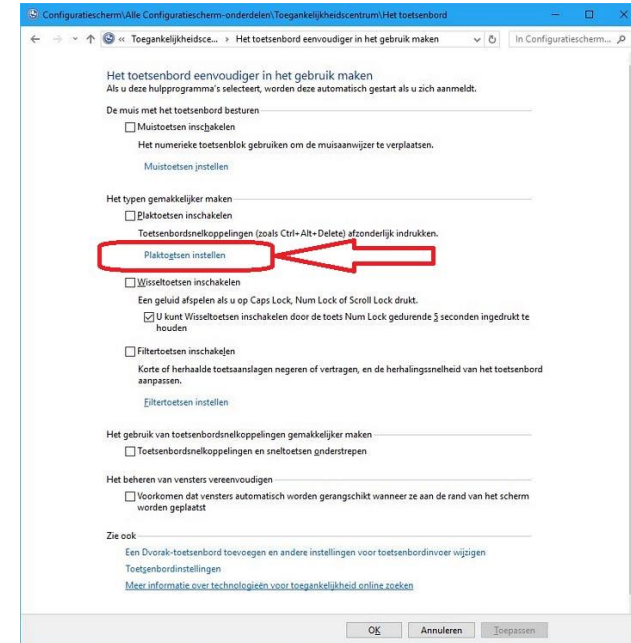 Configuratiescherm\Alle Configuratiescherm-onderdelen\Toegankelijkheidscentrum\Het toetsenbord
« Toegankelijkheidsce... › Het toetsenbord eenvoudiger in het gebruik maken
In Configuratiescherm...
Het toetsenbord eenvoudiger in het gebruik maken
Als u deze hulpprogramma's selecteert, worden deze automatisch gestart als u zich aanmeldt.
De muis met het toetsenbord besturen
Muistoetsen inschakelen
Het numerieke toetsenblok gebruiken om de muisaanwijzer te verplaatsen.
Muistoetsen instellen
Het typen gemakkelijker maken
Plaktoetsen inschakelen
Toetsenbordsnelkoppelingen (zoals Ctrl+Alt+Delete) afzonderlijk indrukken.
Plaktoetsen instellen
Wisseltoetsen inschakelen
Een geluid afspelen als u op Caps Lock, Num Lock of Scroll Lock drukt.
U kunt Wisseltoetsen inschakelen door de toets Num Lock gedurende 5 seconden ingedrukt te
houden
Filtertoetsen inschakelen
Korte of herhaalde toetsaanslagen negeren of vertragen, en de herhalingssnelheid van het toetsenbord
aanpassen.
Filtertoetsen instellen
Het gebruik van toetsenbordsnelkoppelingen gemakkelijker maken
Toetsenbordsnelkoppelingen en sneltoetsen onderstrepen
Het beheren van vensters vereenvoudigen
Voorkomen dat vensters automatisch worden gerangschikt wanneer ze aan de rand van het scherm
worden geplaatst
Zie ook
Een Dvorak-toetsenbord toevoegen en andere instellingen voor toetsenbordinvoer wijzigen
Toetsenbordinstellingen
Meer informatie over technologieën voor toegankelijkheid online zoeken
OK Annuleren Toepassen